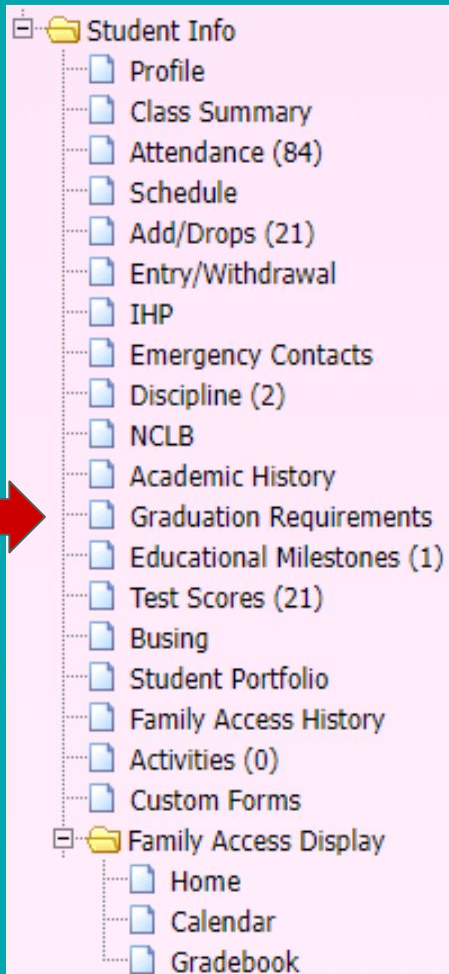 Student Info
Profile
Class Summary
Attendance (84)
Schedule
Add/Drops (21)
Entry/Withdrawal
IHP
Emergency Contacts
Discipline (2)
NCLB
Academic History
Graduation Requirements
Educational Milestones (1)
Test Scores (21)
Busing
Student Portfolio
Family Access History
Activities (0)
Custom Forms
Family Access Display
Home
Calendar
Gradebook